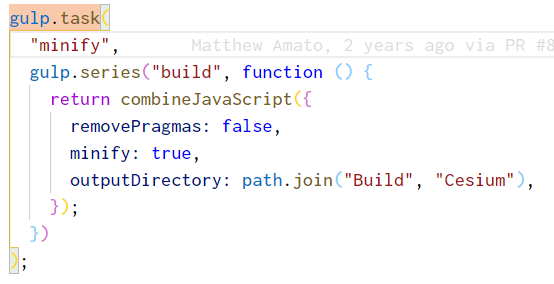 gulp.task(
  "minify",        Matthew Amato, 2 years ago via PR #8
  gulp.series("build", function () {
    return combineJavaScript({
      removePragmas: false,
      minify: true,
      outputDirectory: path.join("Build", "Cesium"),
    });
  })
);